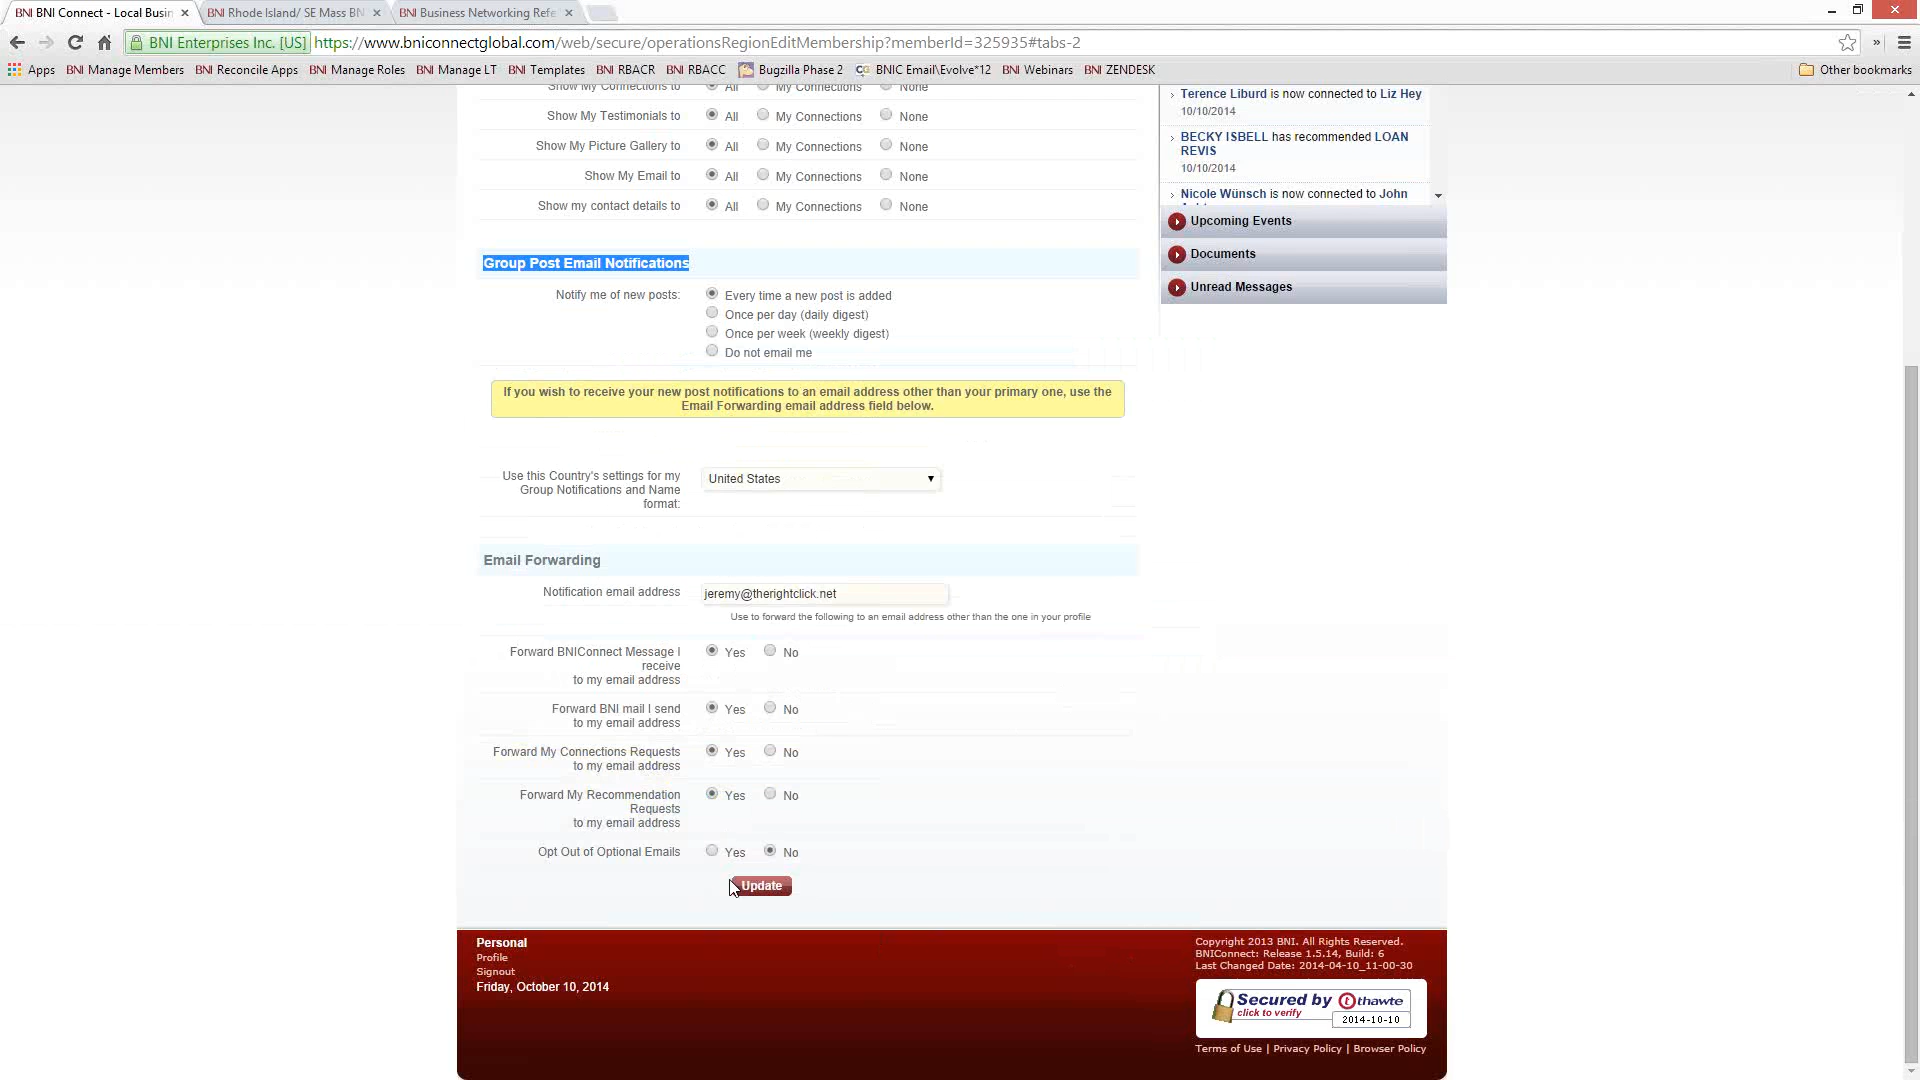 BNI BNI Connect - Local Busin
BNI Rhode Island/ SE Mass BN
BNI Business Networking Refe
BNI Enterprises Inc. [US] https://www.bniconnectglobal.com/web/secure/operationsRegionEditMembership?memberId=325935#tabs-2
Apps BNI Manage Members BNI Reconcile Apps BNI Manage Roles BNI Manage LT BNI Templates BNI RBACR BNI RBACC Bugzilla Phase 2 BNIC Email\Evolve*12 BNI Webinars BNI ZENDESK Other bookmarks
Show My Connections to All My Connections None
Show My Testimonials to All My Connections None
Show My Picture Gallery to All My Connections None
Show My Email to All My Connections None
Show my contact details to All My Connections None
Group Post Email Notifications
Notify me of new posts: Every time a new post is added
Once per day (daily digest)
Once per week (weekly digest)
Do not email me
If you wish to receive your new post notifications to an email address other than your primary one, use the
Email Forwarding email address field below.
Use this Country's settings for my
Group Notifications and Name
format:
United States
Email Forwarding
Notification email address jeremy@therightclick.net
Use to forward the following to an email address other than the one in your profile
Forward BNIConnect Message I
receive
to my email address
Yes No
Forward BNI mail I send
to my email address
Yes No
Forward My Connections Requests
to my email address
Yes No
Forward My Recommendation
Requests
to my email address
Yes No
Opt Out of Optional Emails Yes No
Update
Terence Liburd is now connected to Liz Hey
10/10/2014
BECKY ISBELL has recommended LOAN
REVIS
10/10/2014
Nicole Wünsch is now connected to John
Upcoming Events
Documents
Unread Messages
Personal
Profile
Signout
Friday, October 10, 2014
Copyright 2013 BNI. All Rights Reserved.
BNIConnect: Release 1.5.14, Build: 6
Last Changed Date: 2014-04-10_11-00-30
Secured by thawte
click to verify
2014-10-10
Terms of Use | Privacy Policy | Browser Policy